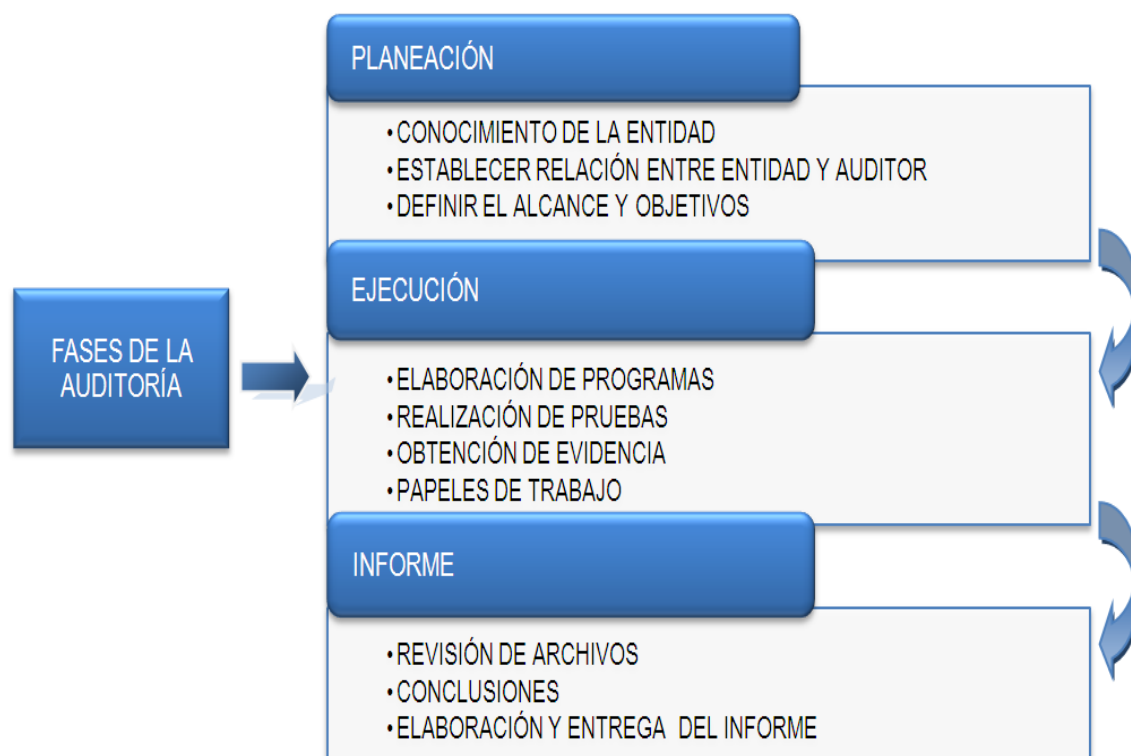 FASES DE LA
AUDITORÍA
PLANEACIÓN
•CONOCIMIENTO DE LA ENTIDAD
•ESTABLECER RELACIÓN ENTRE ENTIDAD Y AUDITOR
•DEFINIR EL ALCANCE Y OBJETIVOS
EJECUCIÓN
•ELABORACIÓN DE PROGRAMAS
•REALIZACIÓN DE PRUEBAS
•OBTENCIÓN DE EVIDENCIA
•PAPELES DE TRABAJO
INFORME
•REVISIÓN DE ARCHIVOS
•CONCLUSIONES
•ELABORACIÓN Y ENTREGA DEL INFORME